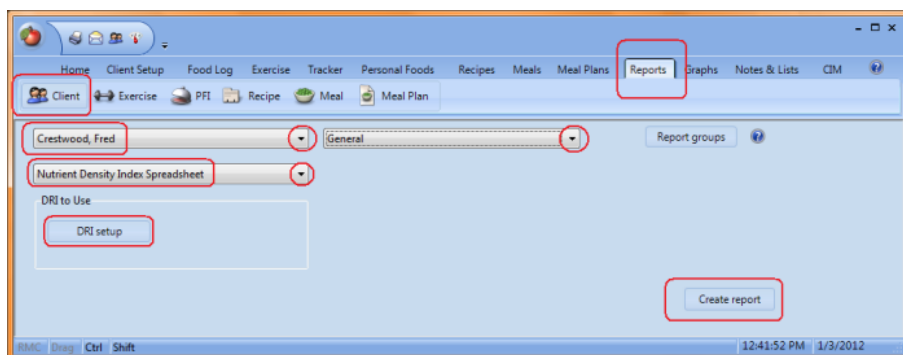 Home Client Setup Food Log Exercise Tracker Personal Foods Recipes Meals Meal Plans Reports Graphs Notes & Lists CIM
Client Exercise PFI Recipe Meal Meal Plan
Crestwood, Fred General Report groups
Nutrient Density Index Spreadsheet
DRI to Use
DRI setup
Create report
RMC Drag Ctrl Shift 12:41:52 PM 1/3/2012